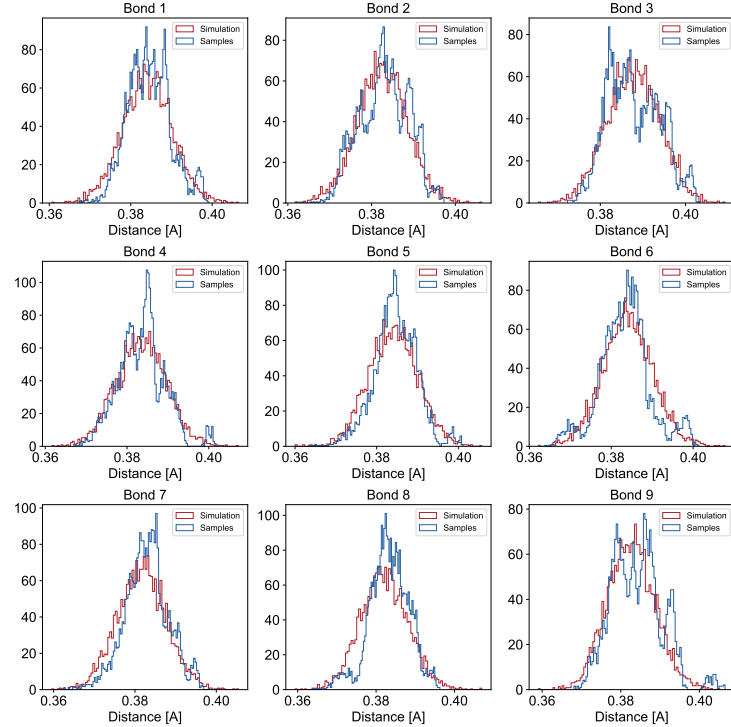 Bond 1
Bond 2
Bond 3
80
60
40
20
0
Simulation
Samples
0.36
0.38
0.40
Distance [A]
80
60
40
20
0
Simulation
Samples
0.36
0.38
0.40
Distance [A]
80
60
40
20
0
Simulation
Samples
0.38
0.40
Distance [A]
Bond 4
Bond 5
Bond 6
100
80
60
40
20
0
Simulation
Samples
0.36
0.38
0.40
Distance [A]
100
80
60
40
20
0
Simulation
Samples
0.36
0.38
0.40
Distance [A]
80
60
40
20
0
Simulation
Samples
0.36
0.38
0.40
Distance [A]
Bond 7
Bond 8
Bond 9
100
80
60
40
20
0
Simulation
Samples
0.36
0.38
0.40
Distance [A]
100
80
60
40
20
0
Simulation
Samples
0.36
0.38
0.40
Distance [A]
80
60
40
20
0
Simulation
Samples
0.36
0.38
0.40
Distance [A]